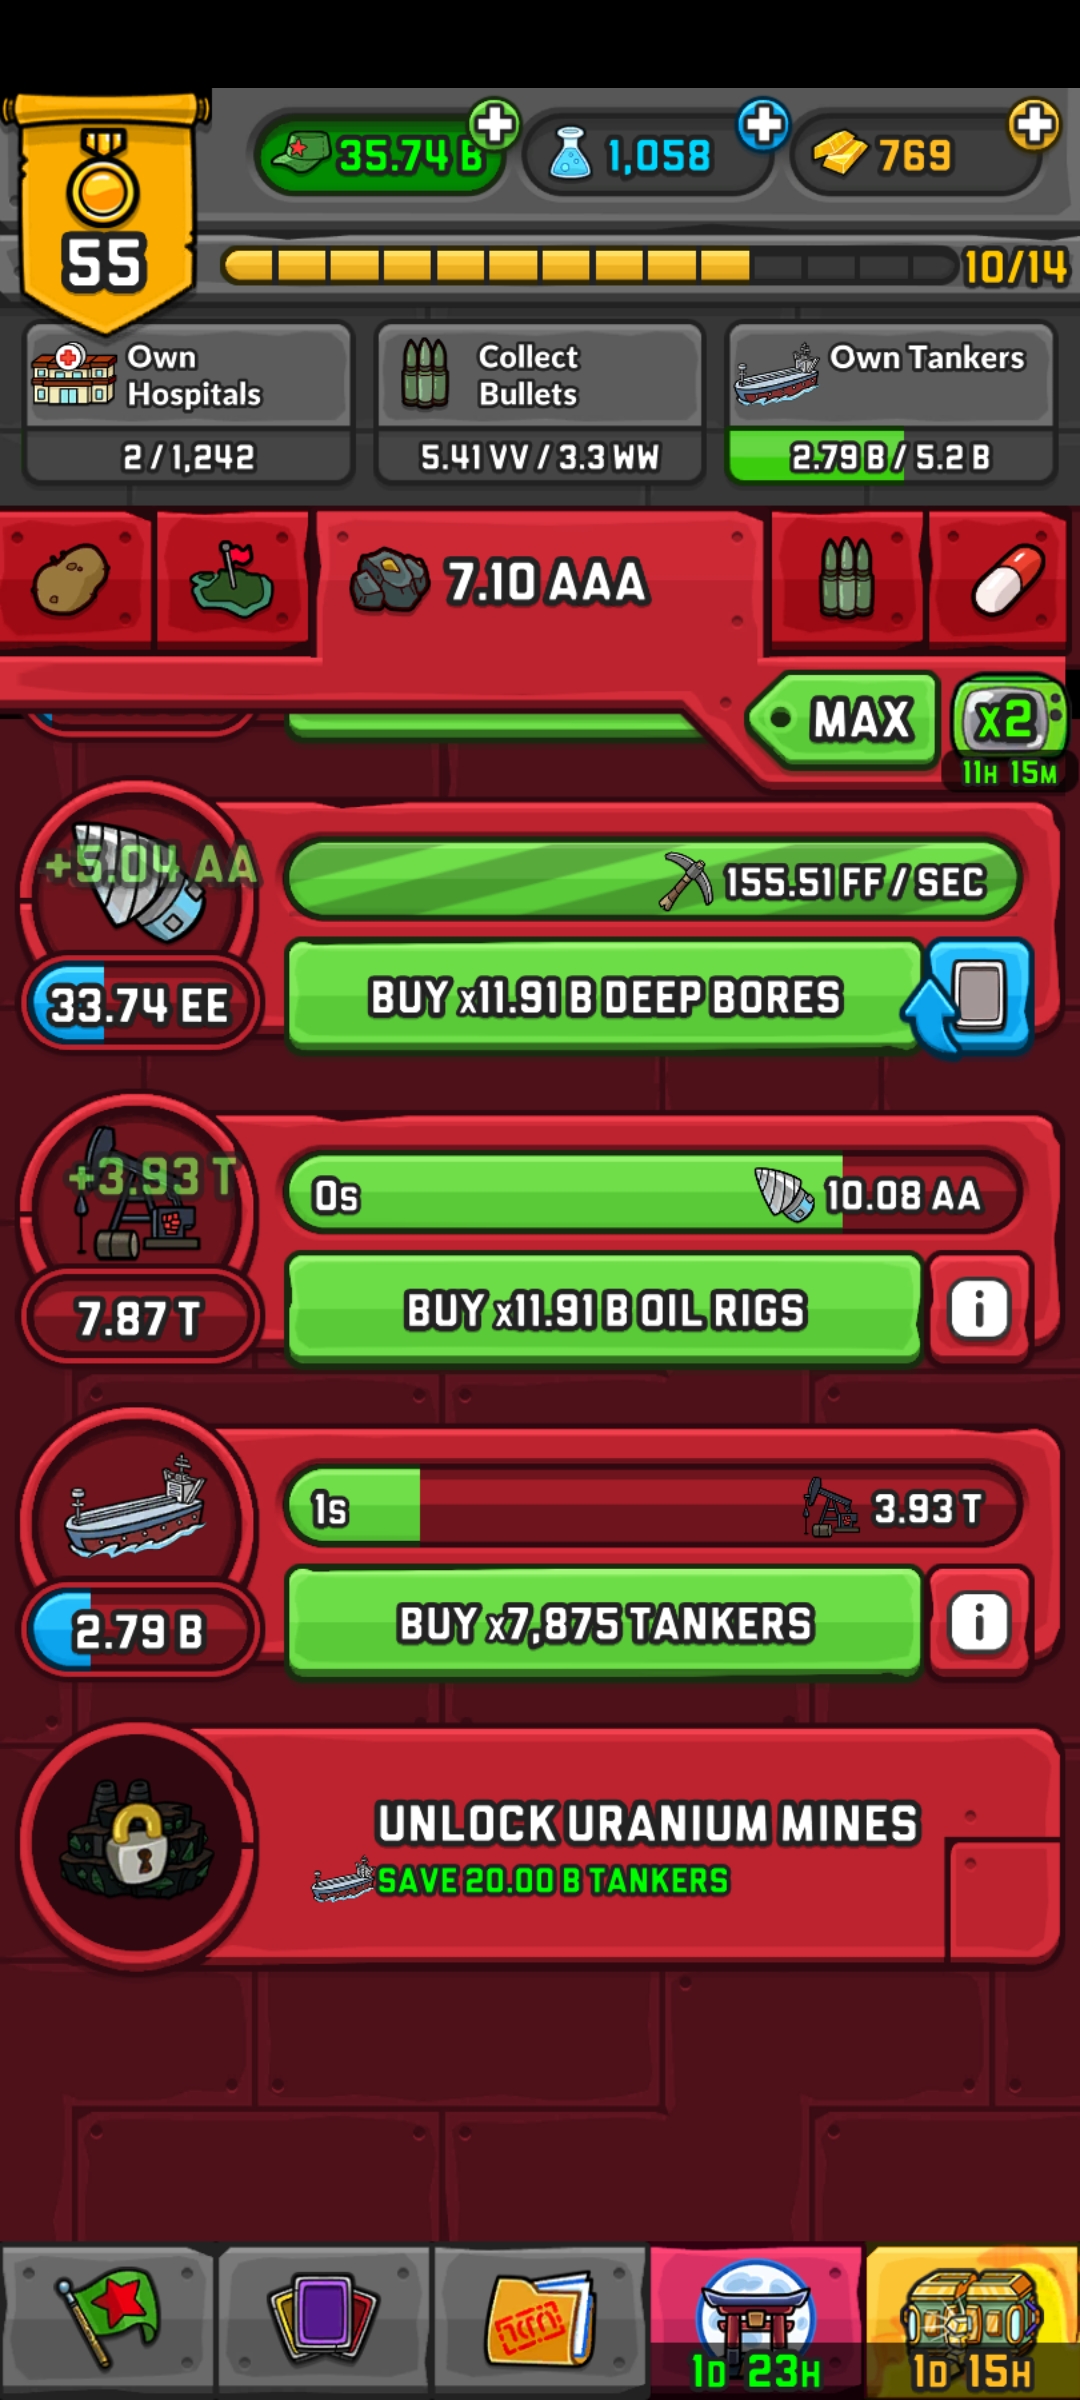 55
35.74 B
1,058
769
10/14
Own
Hospitals
2 / 1,242
Collect
Bullets
5.41 VV / 3.3 WW
Own Tankers
2.79 B / 5.2 B
7.10 AAA
MAX
x2
11H 15M
+5.04 AA
155.51 FF / SEC
33.74 EE
BUY x11.91 B DEEP BORES
+3.93 T
0s
10.08 AA
7.87 T
BUY x11.91 B OIL RIGS
i
1s
3.93 T
2.79 B
BUY x7,875 TANKERS
i
UNLOCK URANIUM MINES
SAVE 20.00 B TANKERS
1D 23H
1D 15H